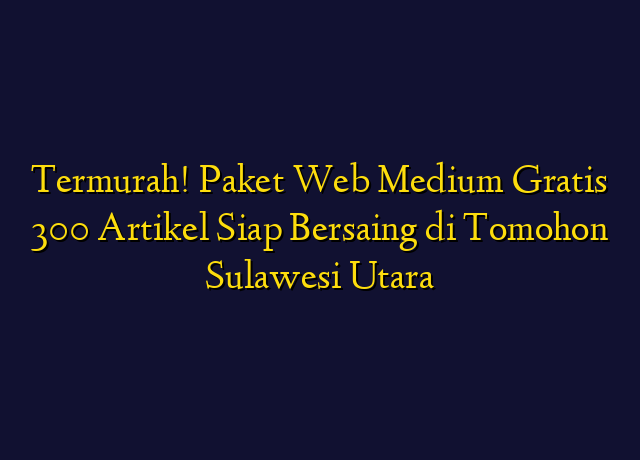 Termurah! Paket Web Medium Gratis
300 Artikel Siap Bersaing di Tomohon
Sulawesi Utara